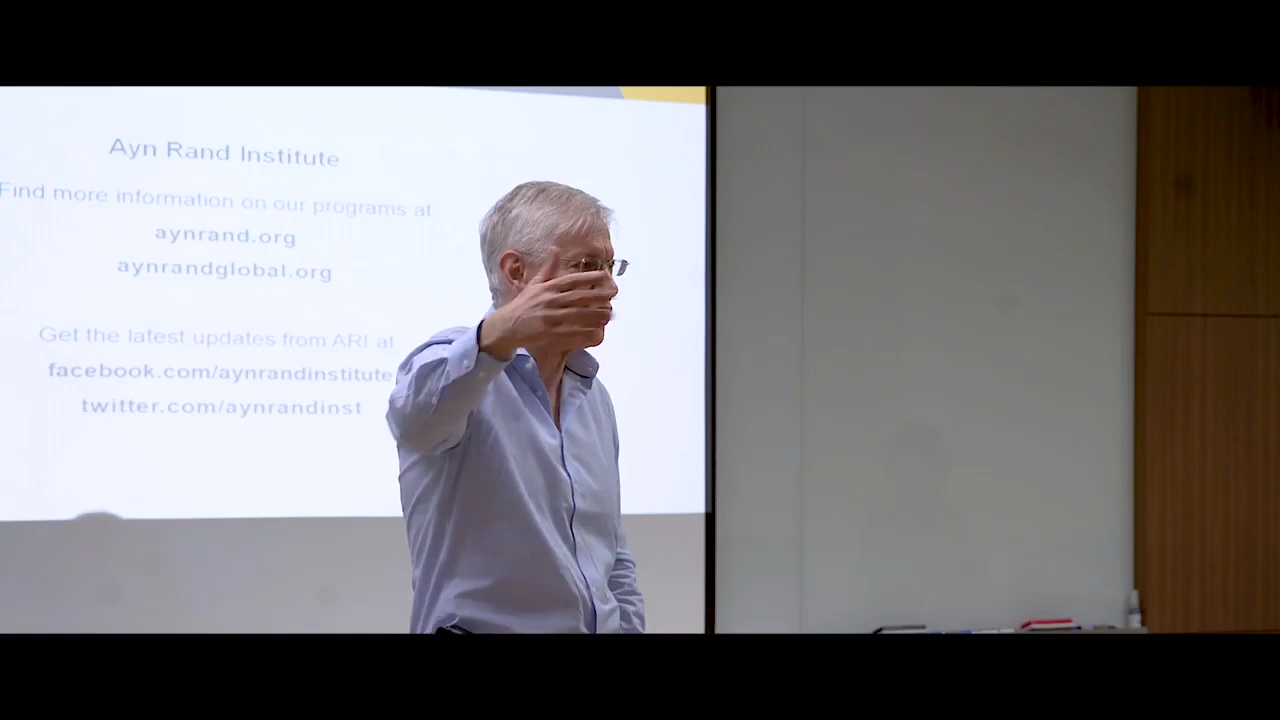 Ayn Rand Institute
Find more information on our programs at
aynrand.org
aynrandglobal.org
Get the latest updates from ARI at
facebook.com/aynrandinstitute
twitter.com/aynrandinst